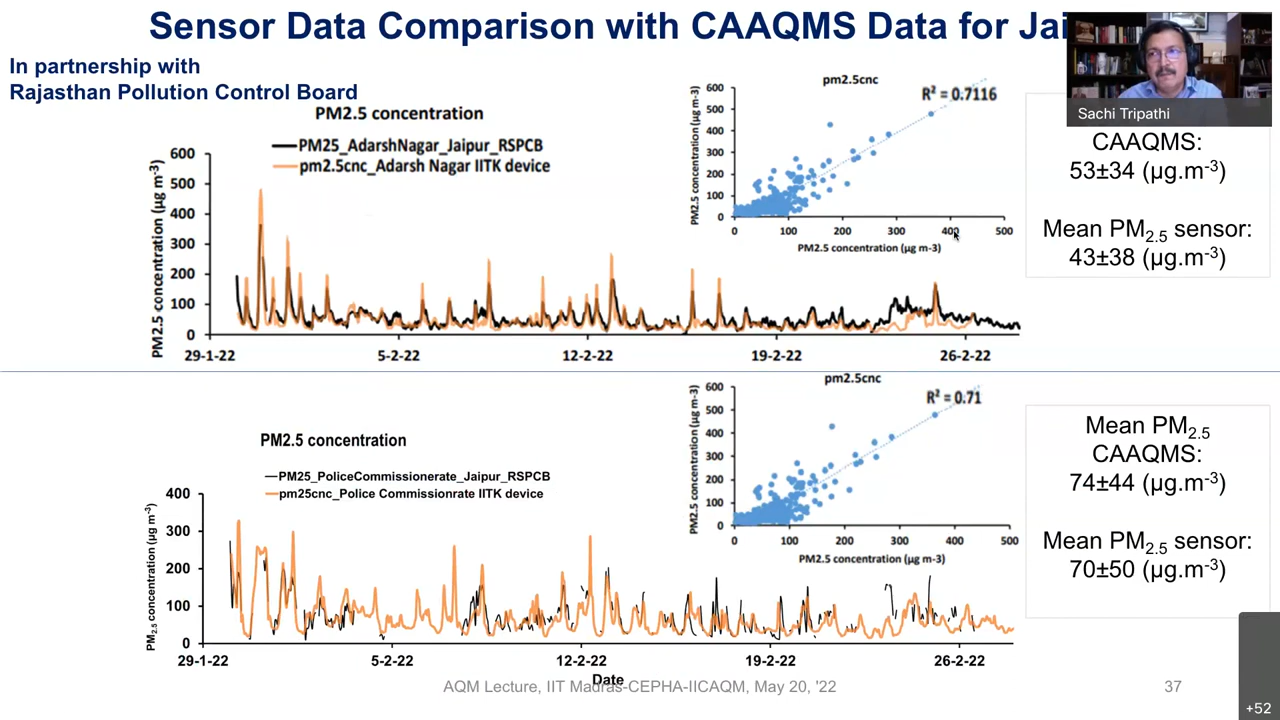 Sensor Data Comparison with CAAQMS Data for Jai
In partnership with
Rajasthan Pollution Control Board
PM2.5 concentration
PM25_AdarshNagar_Jaipur_RSPCB
pm2.5cnc_Adarsh Nagar IITK device
PM2.5 concentration (µg m-3)
600
500
400
300
200
100
0
29-1-22 5-2-22 12-2-22 19-2-22 26-2-22
pm2.5cnc
R² = 0.7116
PM2.5 concentration (µg m-3)
600
500
400
300
200
100
0
0 100 200 300 400 500
PM2.5 concentration (µg m-3)
Sachi Tripathi
CAAQMS:
53±34 (µg.m-3)
Mean PM2.5 sensor:
43±38 (µg.m-3)
PM2.5 concentration
PM25_PoliceCommissionerate_Jaipur_RSPCB
pm25cnc_Police Commissionrate IITK device
PM2.5 concentration (µg m-3)
400
300
200
100
0
29-1-22 5-2-22 12-2-22 19-2-22 26-2-22
Date
pm2.5cnc
R² = 0.71
PM2.5 concentration (µg m-3)
600
500
400
300
200
100
0
0 100 200 300 400 500
PM2.5 concentration (µg m-3)
Mean PM2.5
CAAQMS:
74±44 (µg.m-3)
Mean PM2.5 sensor:
70±50 (µg.m-3)
AQM Lecture, IIT Madras-CEPHA-IICAQM, May 20, '22
37
+52